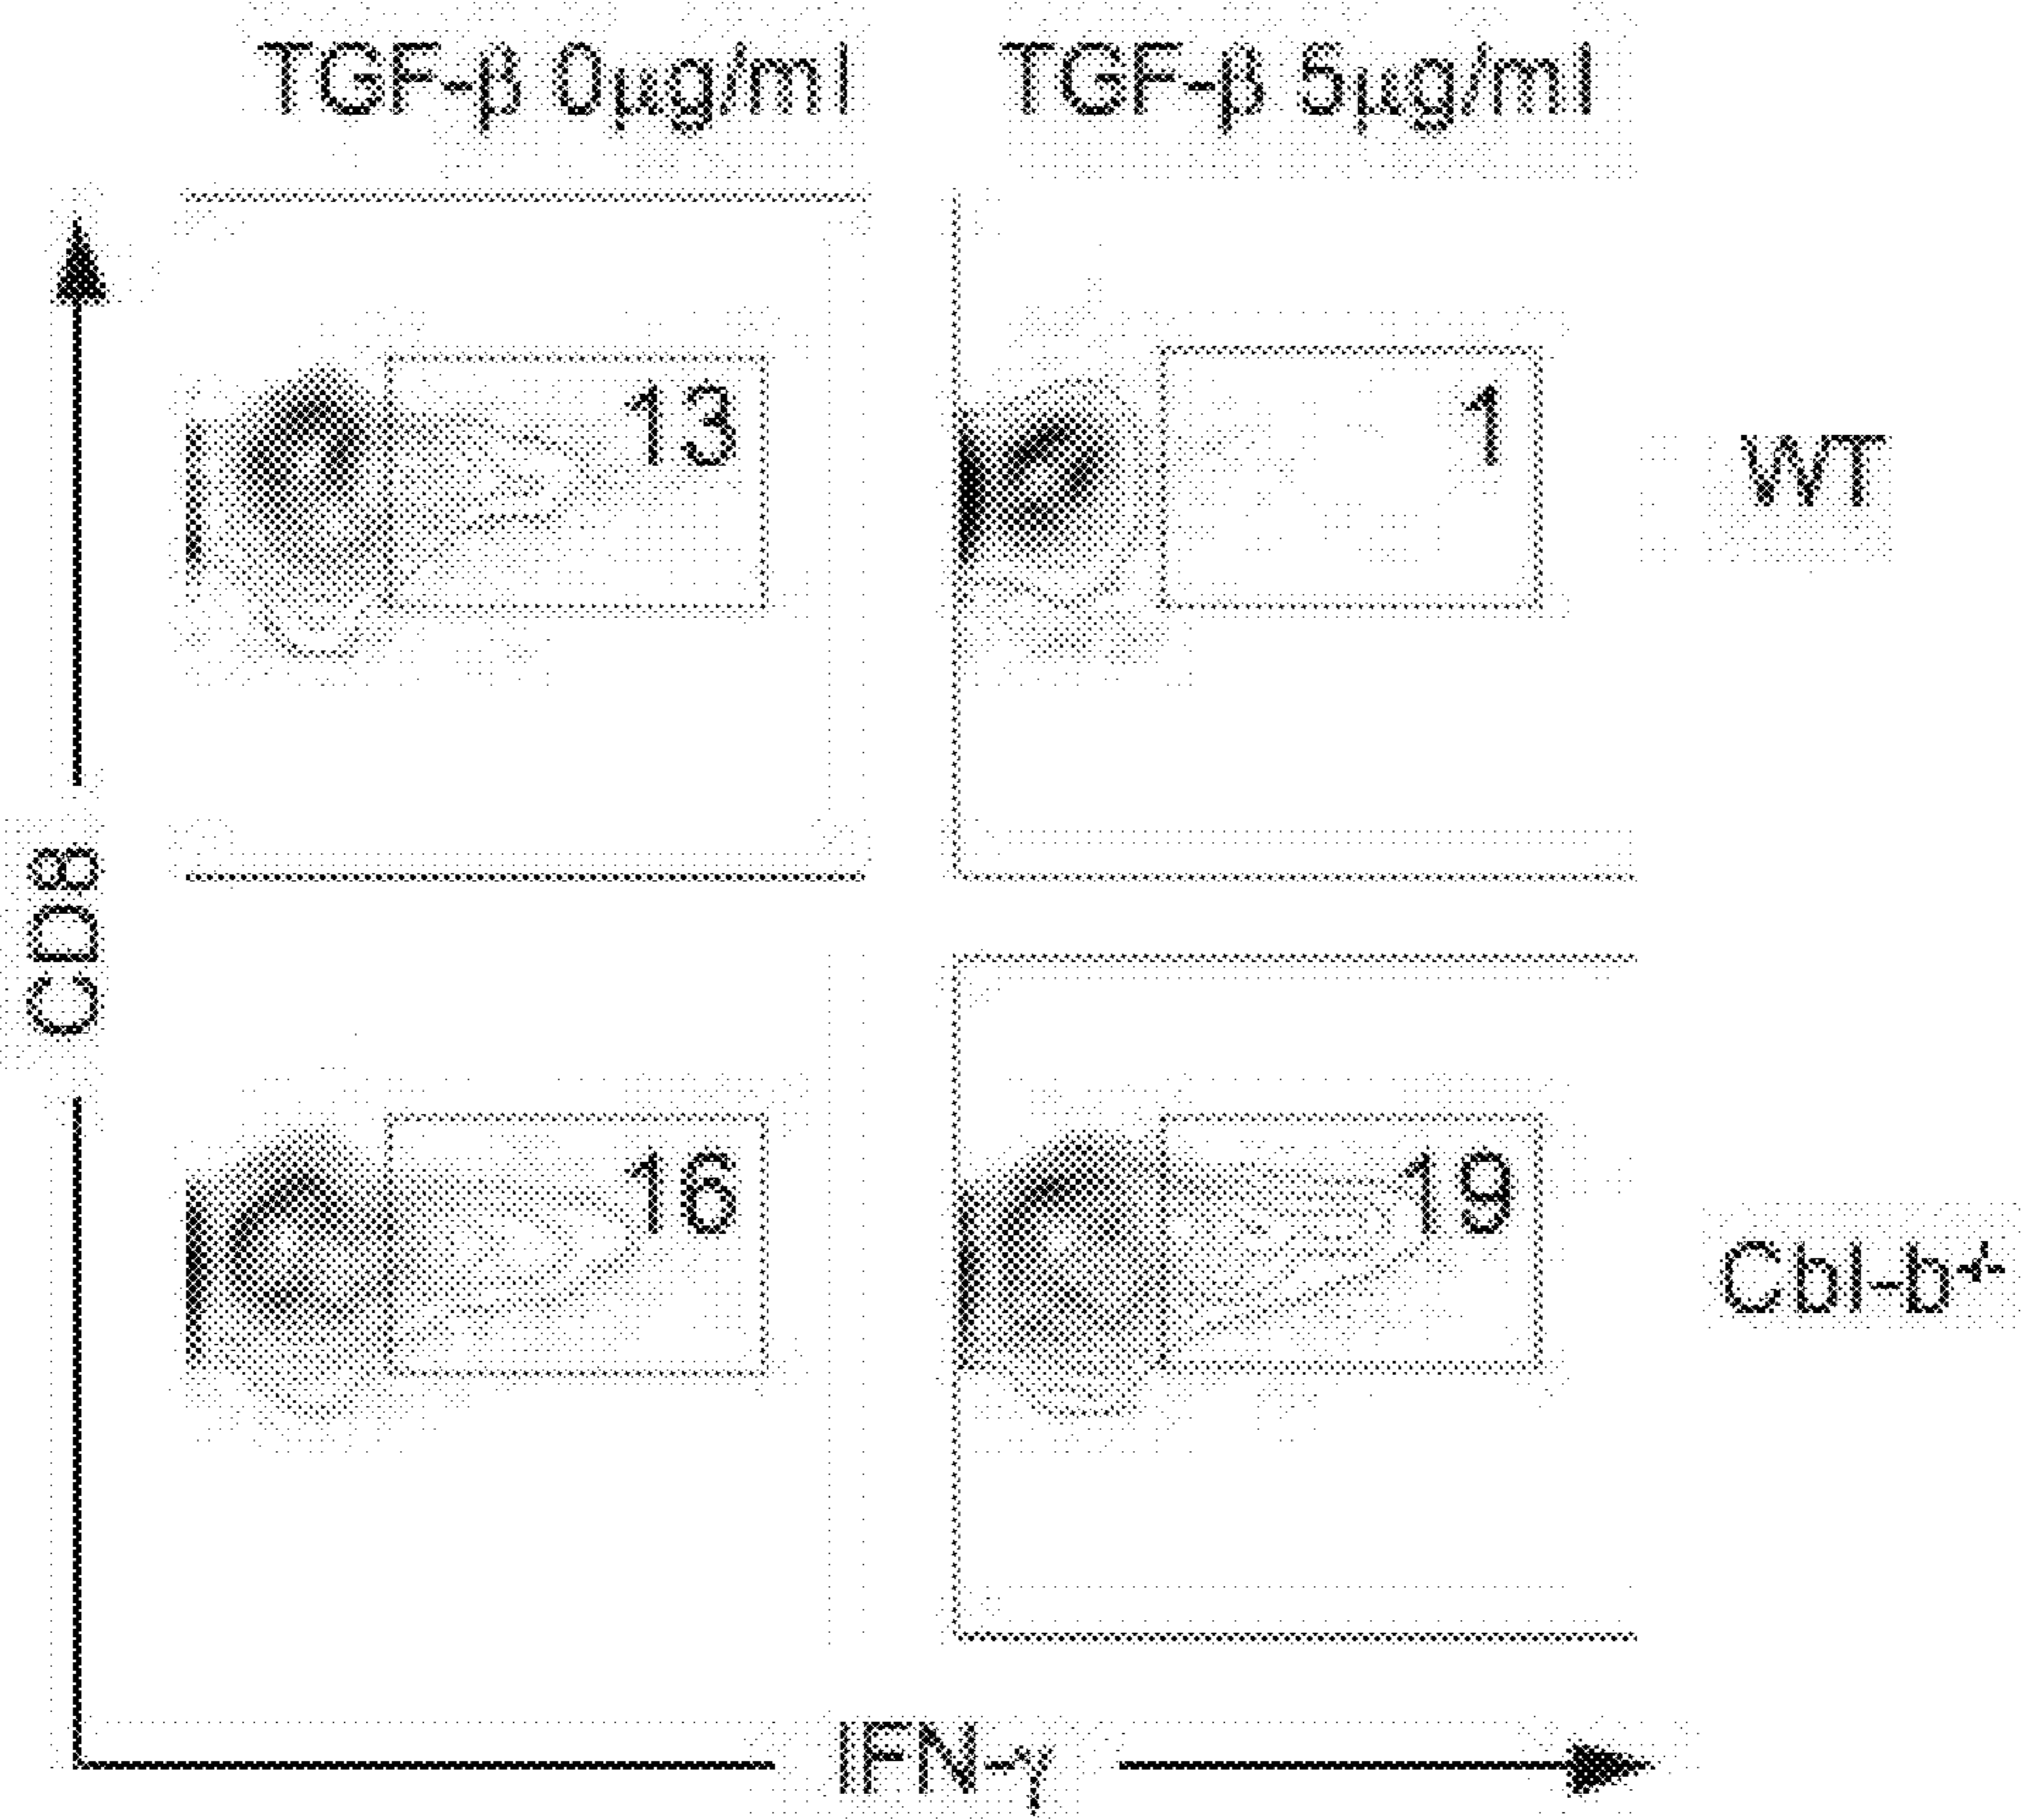 TGF-β 0μg/ml TGF-β 5μg/ml
13 1 WT
CD8
16 19 Cbl-b+
IFN-γ